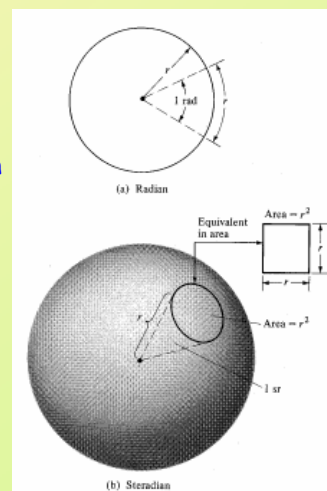 r
1 rad
r
(a) Radian
Equivalent
in area
Area = r²
r
r
r
Area = r²
1 sr
(b) Steradian